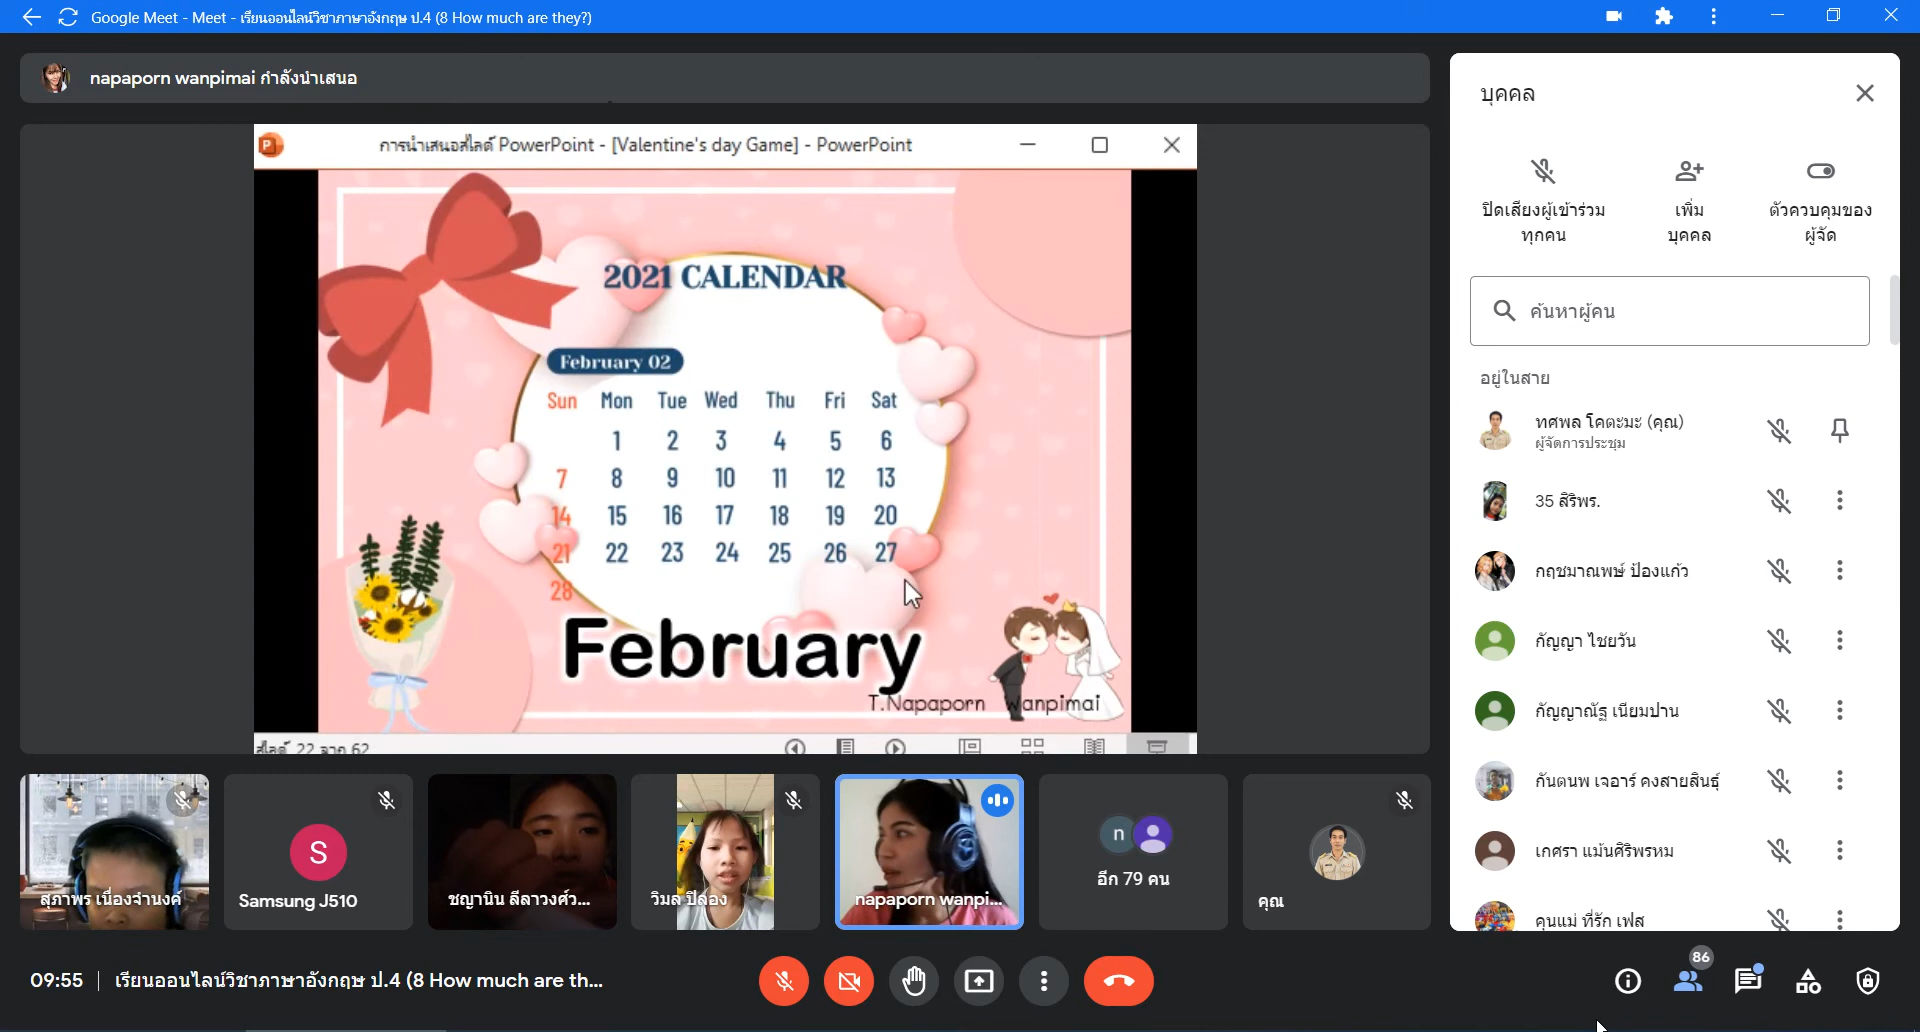 Google Meet - Meet - เรียนออนไลน์วิชาภาษาอังกฤษ ป.4 (8 How much are they?)
napaporn wanpimai กำลังนำเสนอ
การนำเสนอสไลด์ PowerPoint - [Valentine's day Game] - PowerPoint
2021 CALENDAR
February 02
Sun Mon Tue Wed Thu Fri Sat
1 2 3 4 5 6
7 8 9 10 11 12 13
14 15 16 17 18 19 20
21 22 23 24 25 26 27
28
February
T.Napaporn Wanpimai
สไลด์ 22 จาก 62
สุภาพร เนื่องจำนงค์
S
Samsung J510
ชญานิน ลีลาวงศ์ว...
วิมล ปิล่อง
napaporn wanpi...
n
อีก 79 คน
คุณ
บุคคล
ปิดเสียงผู้เข้าร่วม
ทุกคน
เพิ่ม
บุคคล
ตัวควบคุมของ
ผู้จัด
ค้นหาผู้คน
อยู่ในสาย
ทศพล โคตะมะ (คุณ)
ผู้จัดการประชุม
35 สิริพร.
กฤชมาณพษ์ ป้องแก้ว
กัญญา ไชยวัน
กัญญาณัฐ เนียมปาน
กันตนพ เจอาร์ คงสายสินธุ์
เกศรา แม้นศิริพรหม
คุนแม่ ที่รัก เฟส
09:55
เรียนออนไลน์วิชาภาษาอังกฤษ ป.4 (8 How much are th...
86